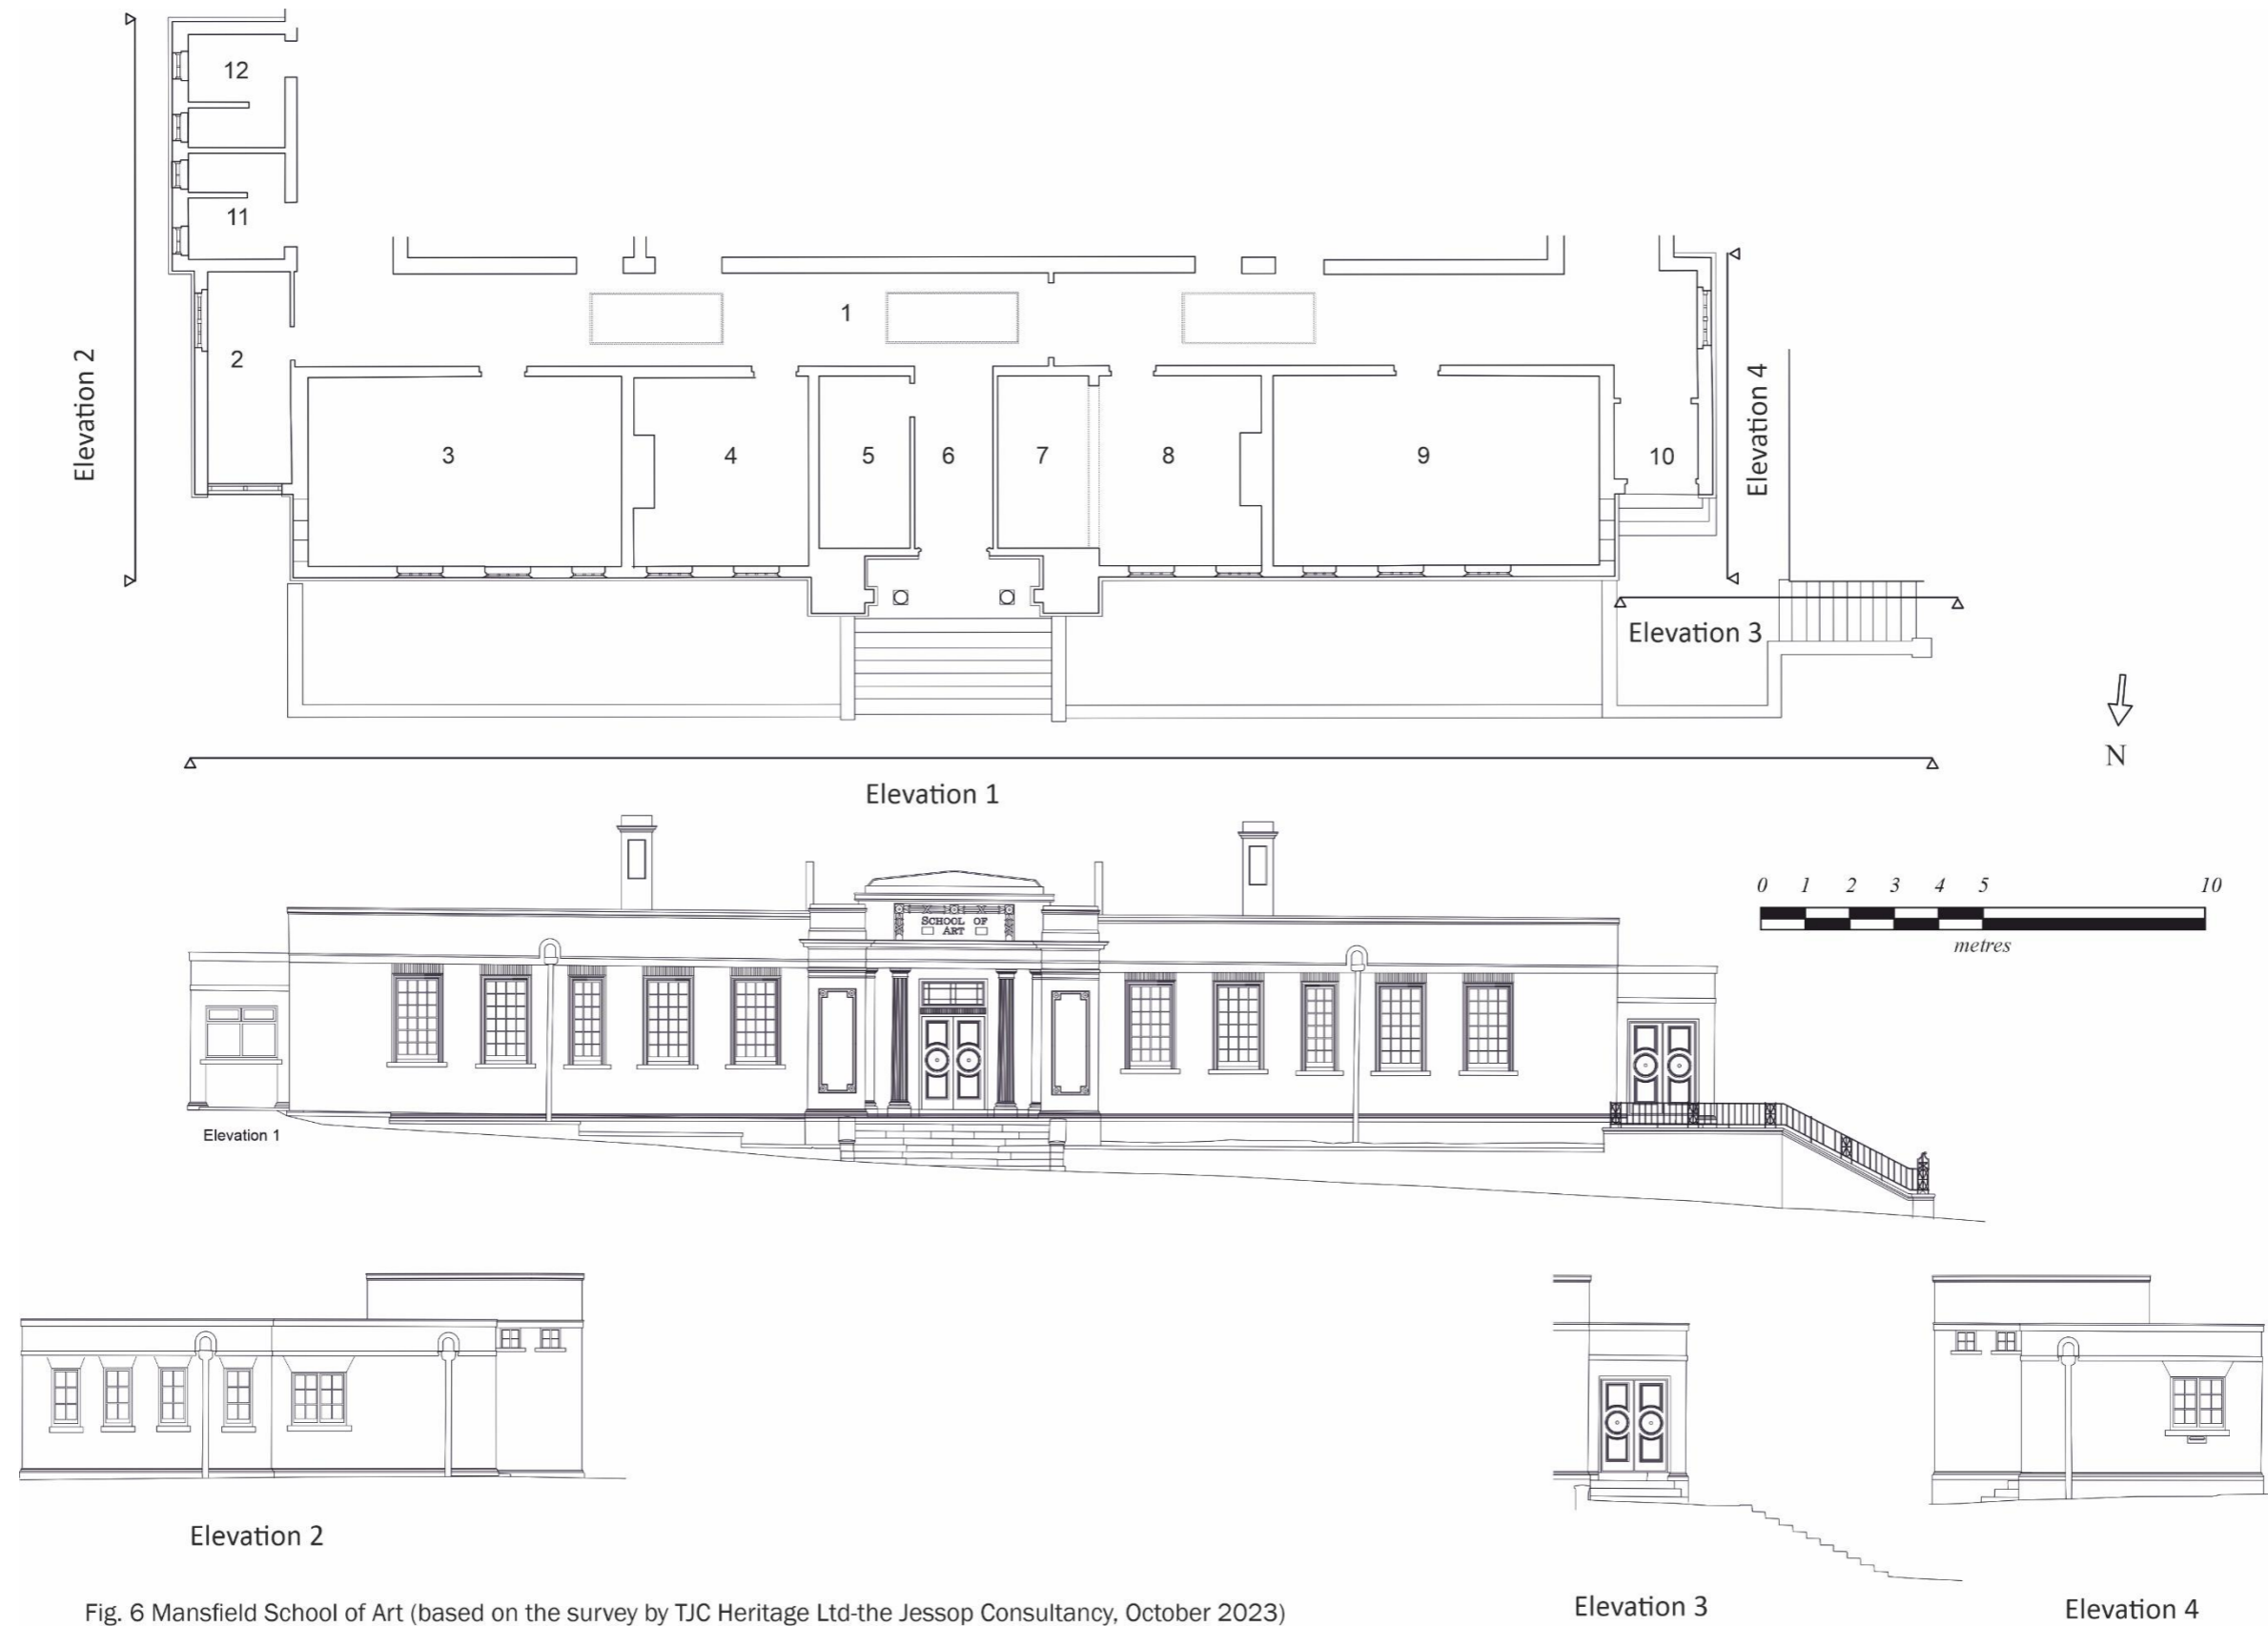 12
11
1
2
3
4
5
6
7
8
9
10
Elevation 2
Elevation 4
Elevation 3
N
Elevation 1
SCHOOL OF
ART
0 1 2 3 4 5 10
metres
Elevation 1
Elevation 2
Elevation 3
Elevation 4
Fig. 6 Mansfield School of Art (based on the survey by TJC Heritage Ltd-the Jessop Consultancy, October 2023)